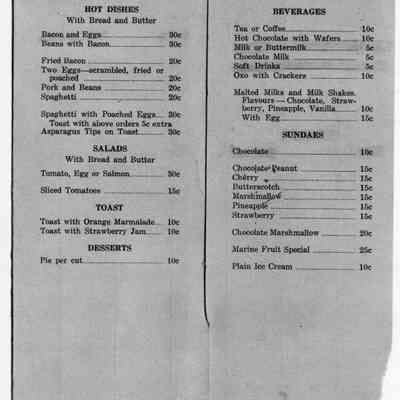 HOT DISHES
With Bread and Butter
Bacon and Eggs 30c
Beans with Bacon 30c
Fried Bacon 20c
Two Eggs—scrambled, fried or
poached 20c
Pork and Beans 20c
Spaghetti 20c
Spaghetti with Poached Eggs 30c
Toast with above orders 5c extra
Asparagus Tips on Toast 30c
SALADS
With Bread and Butter
Tomato, Egg or Salmon 30c
Sliced Tomatoes 15c
TOAST
Toast with Orange Marmalade 10c
Toast with Strawberry Jam 10c
DESSERTS
Pie per cut 10c
BEVERAGES
Tea or Coffee 10c
Hot Chocolate with Wafers 10c
Milk or Buttermilk 5c
Chocolate Milk 5c
Soft Drinks 5c
Oxo with Crackers 10c
Malted Milks and Milk Shakes.
Flavours — Chocolate, Straw-
berry, Pineapple, Vanilla 10c
With Egg 15c
SUNDAES
Chocolate 10c
Chocolate Peanut 15c
Cherry 15c
Butterscotch 15c
Marshmallow 15c
Pineapple 15c
Strawberry 15c
Chocolate Marshmallow 20c
Marine Fruit Special 25c
Plain Ice Cream 10c